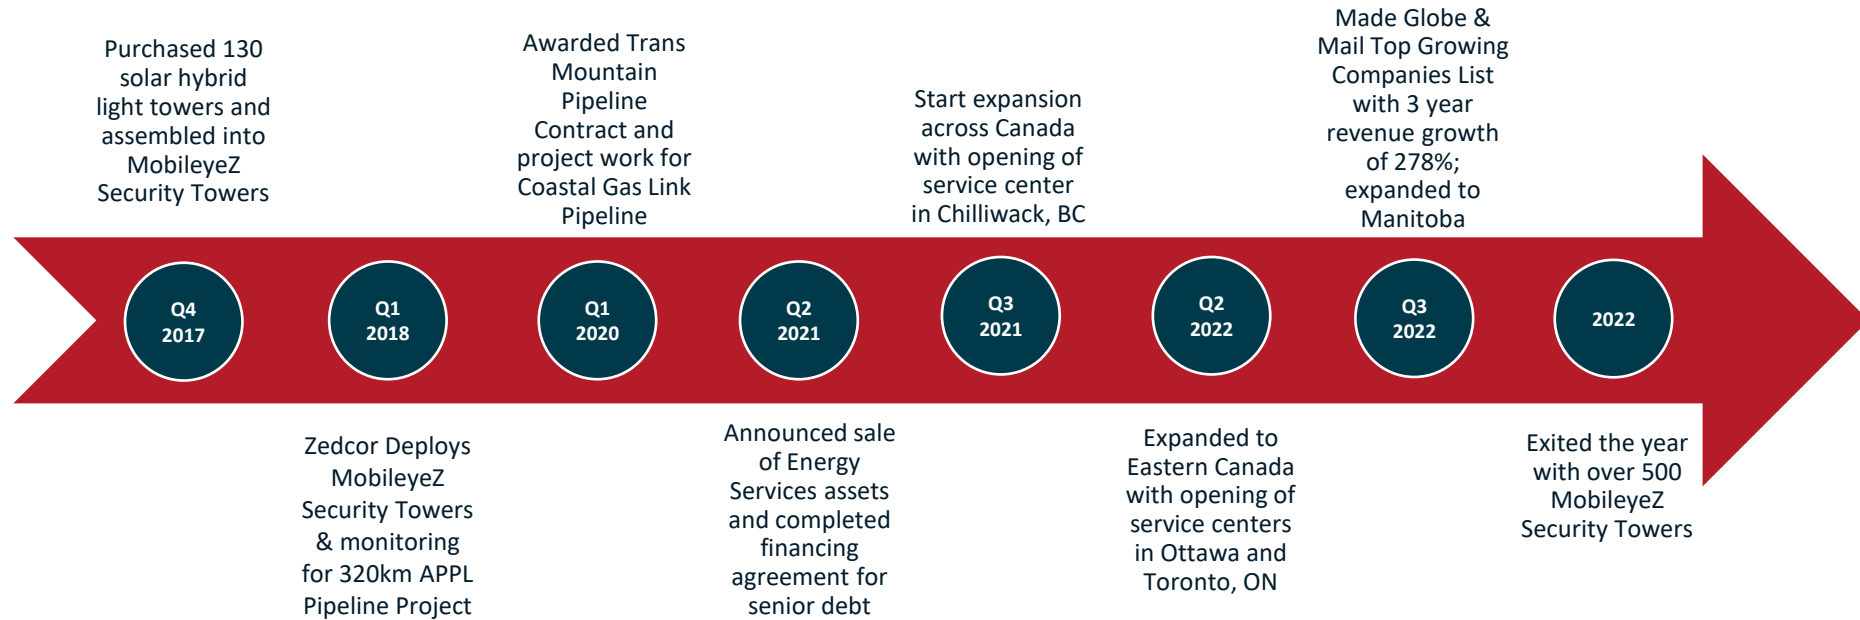 Purchased 130
solar hybrid
light towers and
assembled into
MobileyeZ
Security Towers
Awarded Trans
Mountain
Pipeline
Contract and
project work for
Coastal Gas Link
Pipeline
Start expansion
across Canada
with opening of
service center
in Chilliwack, BC
Made Globe &
Mail Top Growing
Companies List
with 3 year
revenue growth
of 278%;
expanded to
Manitoba
Q4
2017
Q1
2018
Q1
2020
Q2
2021
Q3
2021
Q2
2022
Q3
2022
2022
Zedcor Deploys
MobileyeZ
Security Towers
& monitoring
for 320km APPL
Pipeline Project
Announced sale
of Energy
Services assets
and completed
financing
agreement for
senior debt
Expanded to
Eastern Canada
with opening of
service centers
in Ottawa and
Toronto, ON
Exited the year
with over 500
MobileyeZ
Security Towers